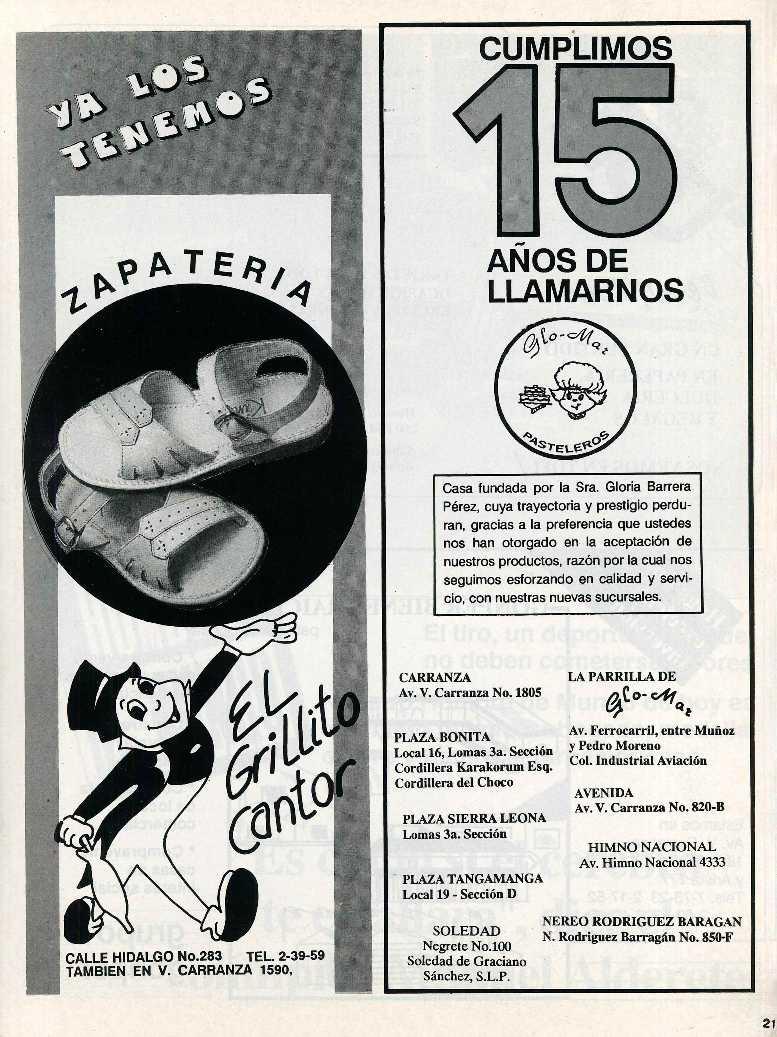 YA LOS
TENEMOS
ZAPATERIA
EL
Grillito
Cantor
CALLE HIDALGO No.283 TEL. 2-39-59
TAMBIEN EN V. CARRANZA 1590,
CUMPLIMOS
15
AÑOS DE
LLAMARNOS
Glo-Mar
PASTELEROS
Casa fundada por la Sra. Gloria Barrera
Pérez, cuya trayectoria y prestigio perdu-
ran, gracias a la preferencia que ustedes
nos han otorgado en la aceptación de
nuestros productos, razón por la cual nos
seguimos esforzando en calidad y servi-
cio, con nuestras nuevas sucursales.
CARRANZA
Av. V. Carranza No. 1805
PLAZA BONITA
Local 16, Lomas 3a. Sección
Cordillera Karakorum Esq.
Cordillera del Choco
PLAZA SIERRA LEONA
Lomas 3a. Sección
PLAZA TANGAMANGA
Local 19 - Sección D
SOLEDAD
Negrete No.100
Soledad de Graciano
Sánchez, S.L.P.
LA PARRILLA DE
Glo-Mar
Av. Ferrocarril, entre Muñoz
y Pedro Moreno
Col. Industrial Aviación
AVENIDA
Av. V. Carranza No. 820-B
HIMNO NACIONAL
Av. Himno Nacional 4333
NEREO RODRIGUEZ BARAGAN
N. Rodriguez Barragán No. 850-F
21